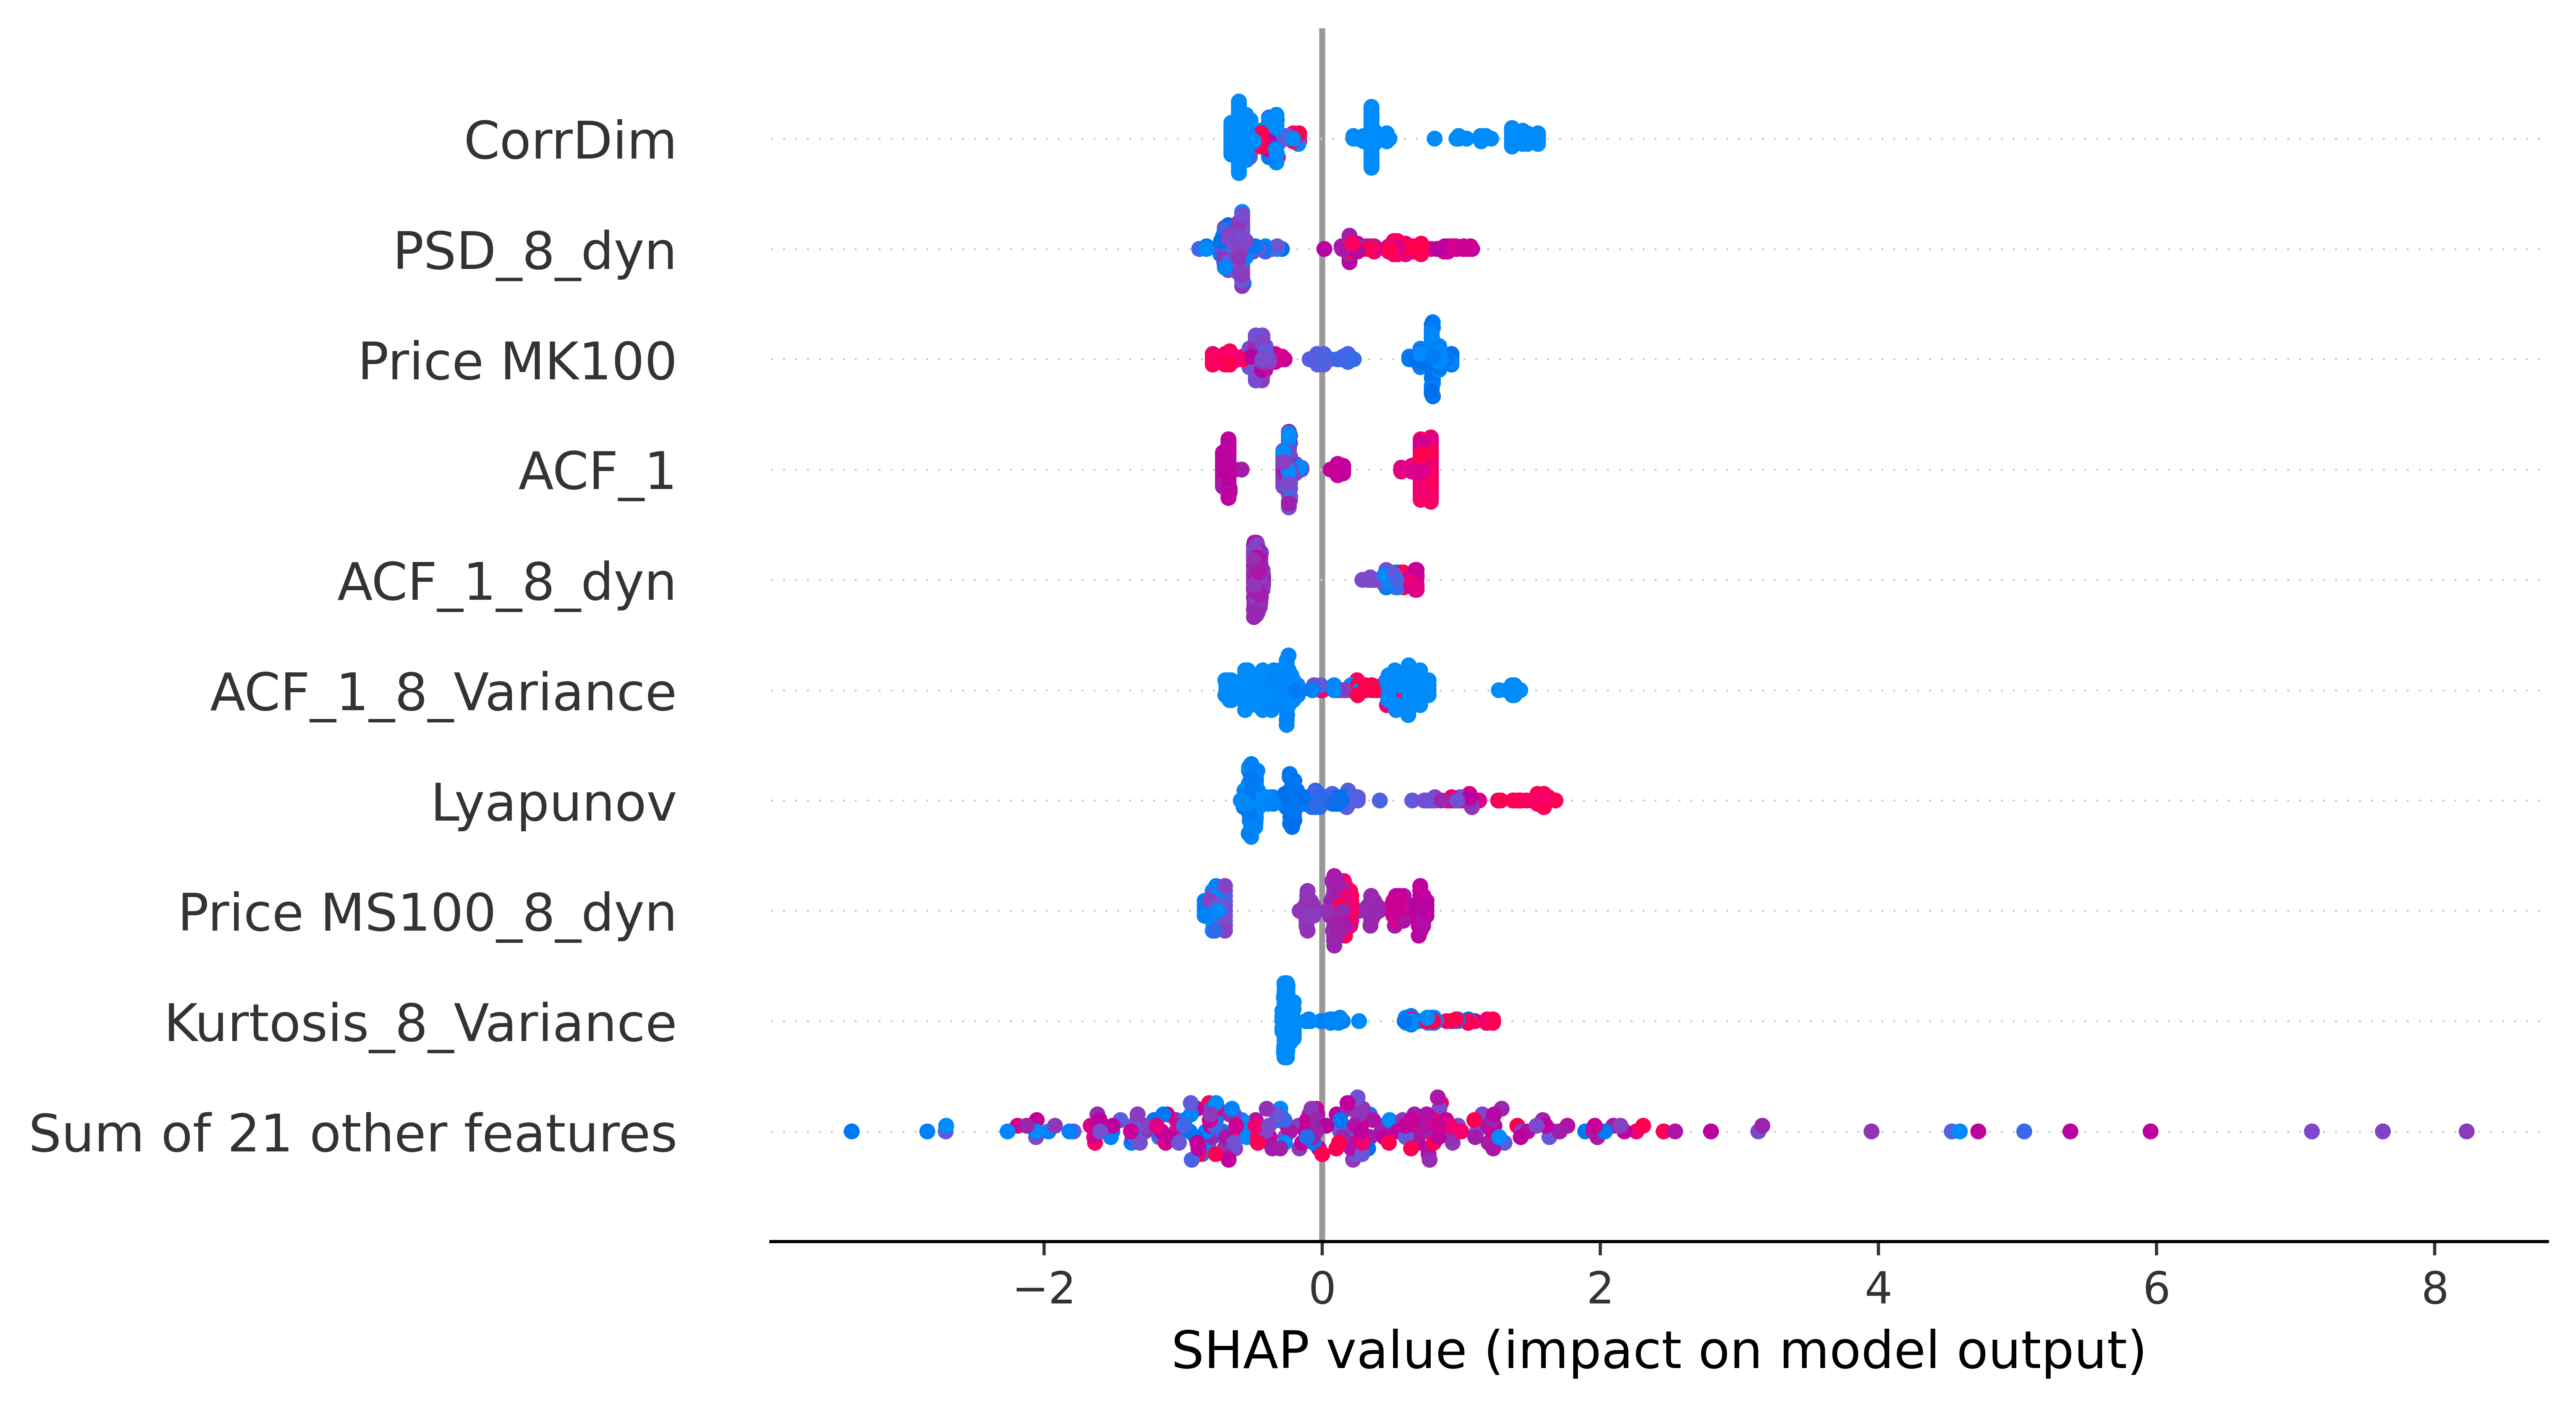 CorrDim
PSD_8_dyn
Price MK100
ACF_1
ACF_1_8_dyn
ACF_1_8_Variance
Lyapunov
Price MS100_8_dyn
Kurtosis_8_Variance
Sum of 21 other features
−2 0 2 4 6 8
SHAP value (impact on model output)